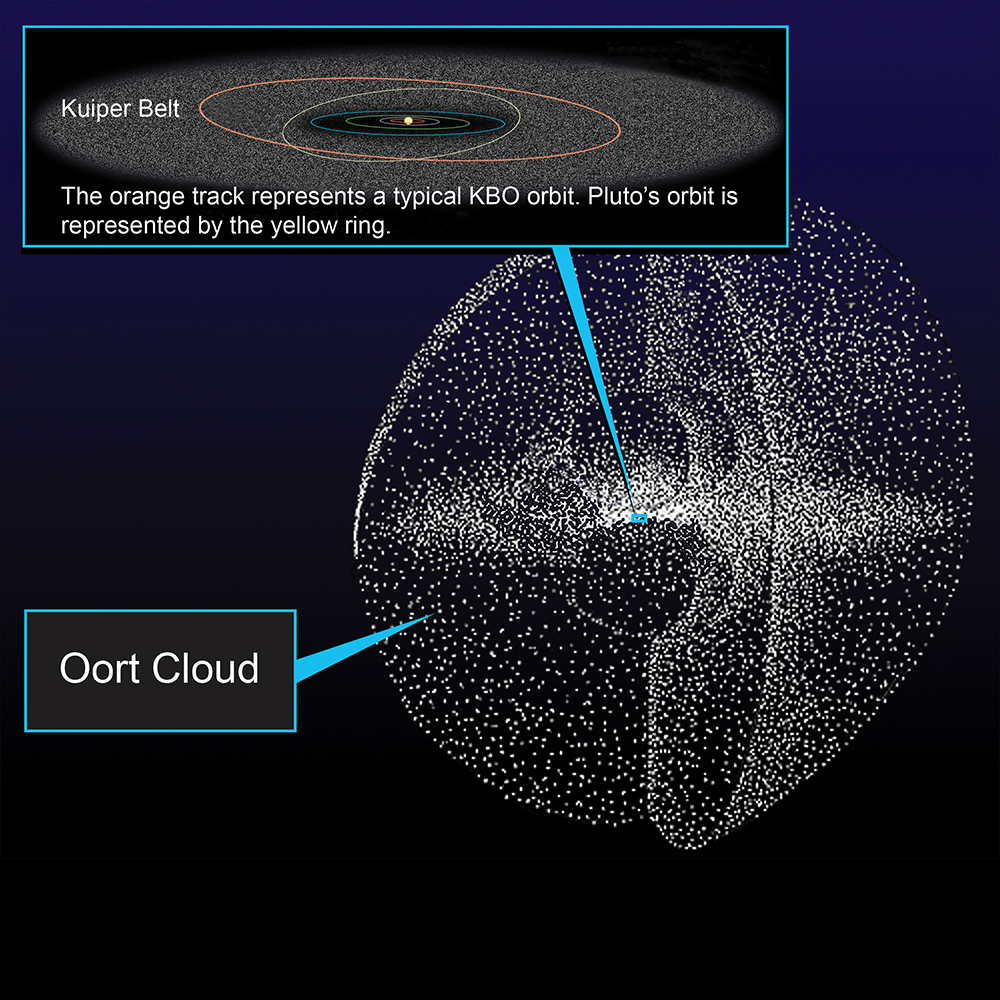 Kuiper Belt
The orange track represents a typical KBO orbit. Pluto’s orbit is
represented by the yellow ring.
Oort Cloud